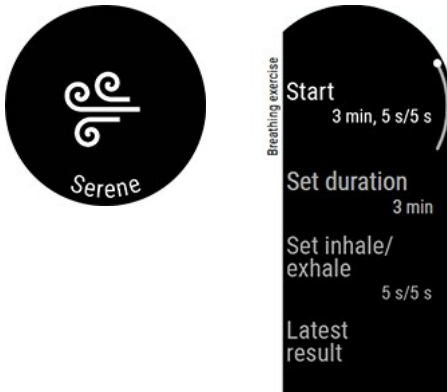 Serene
Breathing exercise
Start
3 min, 5 s/5 s
Set duration
3 min
Set inhale/
exhale
5 s/5 s
Latest
result